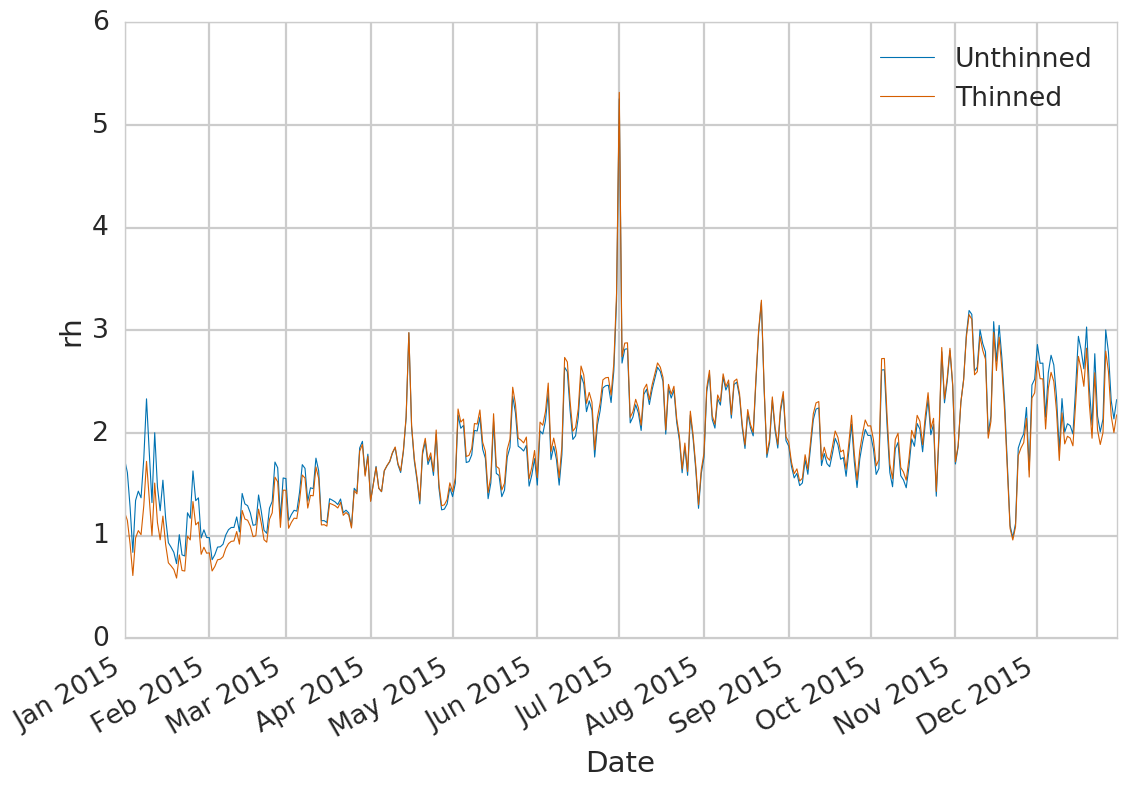 6
5
4
3
2
1
0
rh
Unthinned
Thinned
Jan 2015
Feb 2015
Mar 2015
Apr 2015
May 2015
Jun 2015
Jul 2015
Aug 2015
Sep 2015
Oct 2015
Nov 2015
Dec 2015
Date